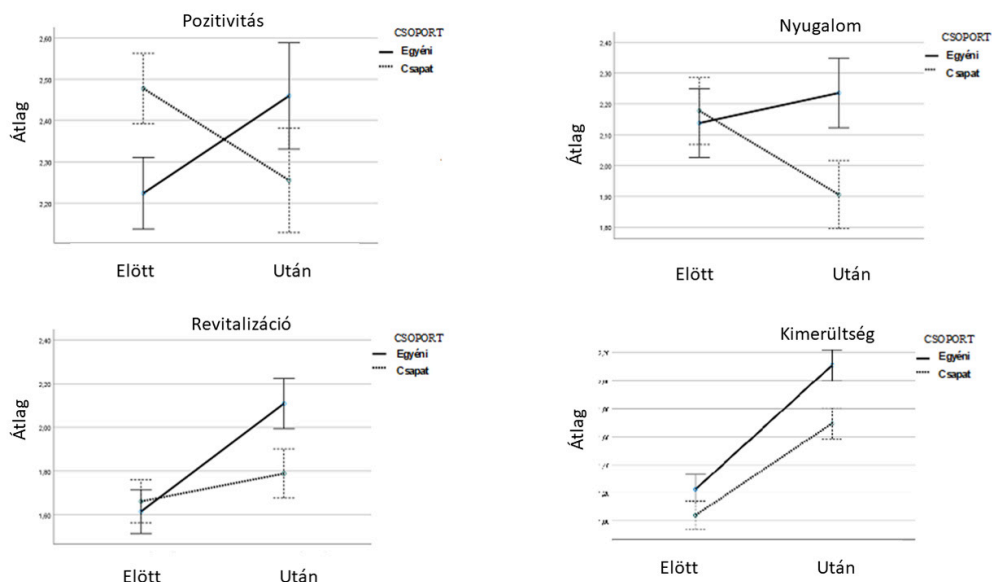 Pozitivitás
CSOPORT
Egyéni
Csapat
Átlag
2,60
2,50
2,40
2,30
2,20
Elött
Után
Nyugalom
CSOPORT
Egyéni
Csapat
Átlag
2,40
2,30
2,20
2,10
2,00
1,90
1,80
Elött
Után
Revitalizáció
CSOPORT
Egyéni
Csapat
Átlag
2,40
2,20
2,00
1,80
1,60
Elött
Után
Kimerültség
CSOPORT
Egyéni
Csapat
Átlag
Elött
Után